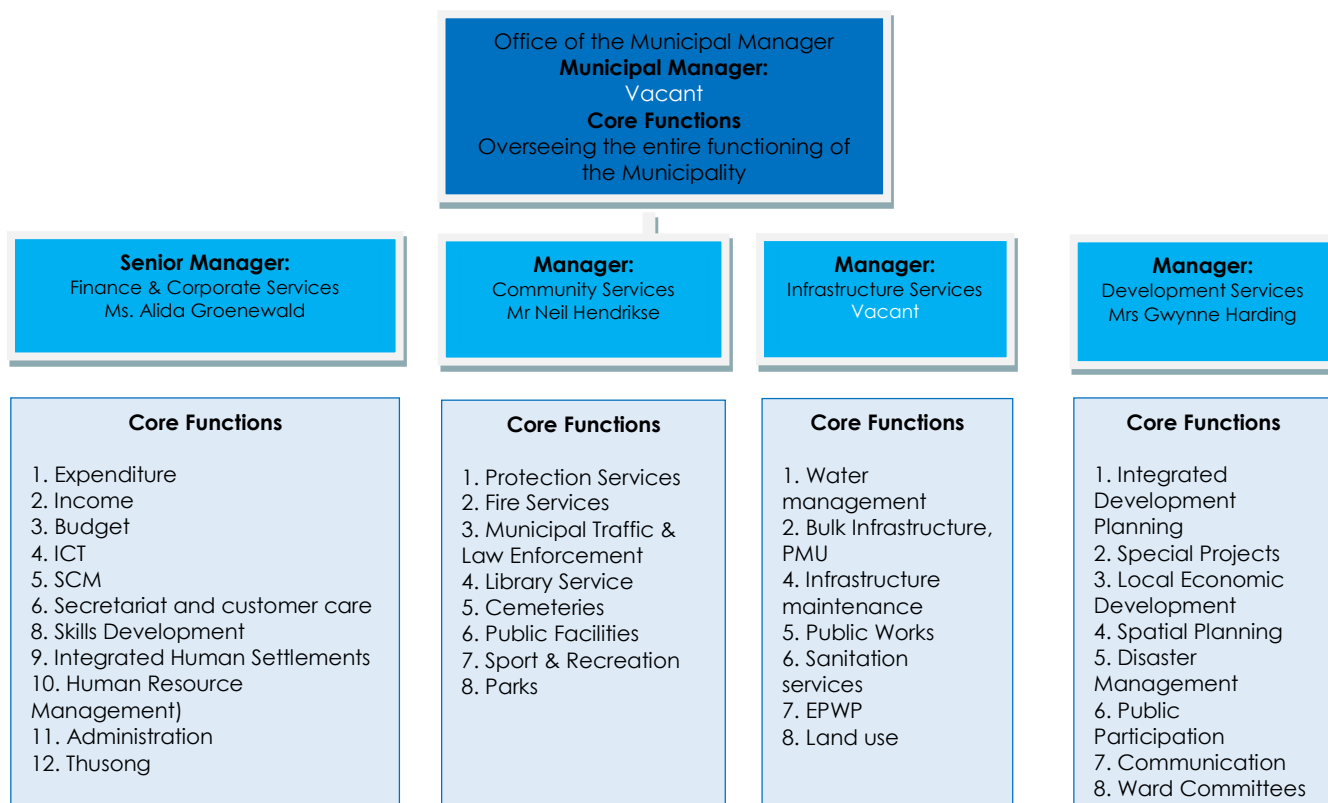 Office of the Municipal Manager
Municipal Manager:
Vacant
Core Functions
Overseeing the entire functioning of
the Municipality
Senior Manager:
Finance & Corporate Services
Ms. Alida Groenewald
Manager:
Community Services
Mr Neil Hendrikse
Manager:
Infrastructure Services
Vacant
Manager:
Development Services
Mrs Gwynne Harding
Core Functions
1. Expenditure
2. Income
3. Budget
4. ICT
5. SCM
6. Secretariat and customer care
8. Skills Development
9. Integrated Human Settlements
10. Human Resource
Management)
11. Administration
12. Thusong
Core Functions
1. Protection Services
2. Fire Services
3. Municipal Traffic &
Law Enforcement
4. Library Service
5. Cemeteries
6. Public Facilities
7. Sport & Recreation
8. Parks
Core Functions
1. Water
management
2. Bulk Infrastructure,
PMU
4. Infrastructure
maintenance
5. Public Works
6. Sanitation
services
7. EPWP
8. Land use
Core Functions
1. Integrated
Development
Planning
2. Special Projects
3. Local Economic
Development
4. Spatial Planning
5. Disaster
Management
6. Public
Participation
7. Communication
8. Ward Committees